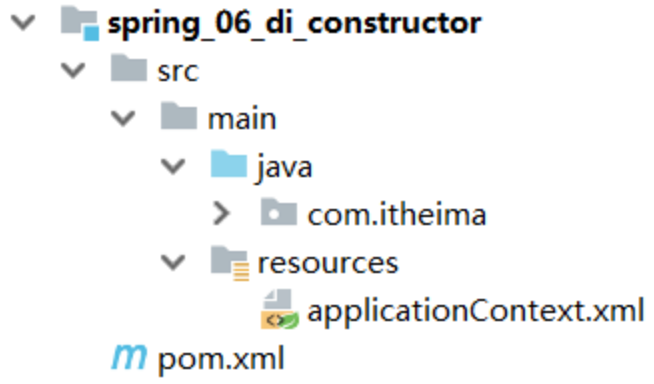 spring_06_di_constructor
src
main
java
com.itheima
resources
applicationContext.xml
pom.xml